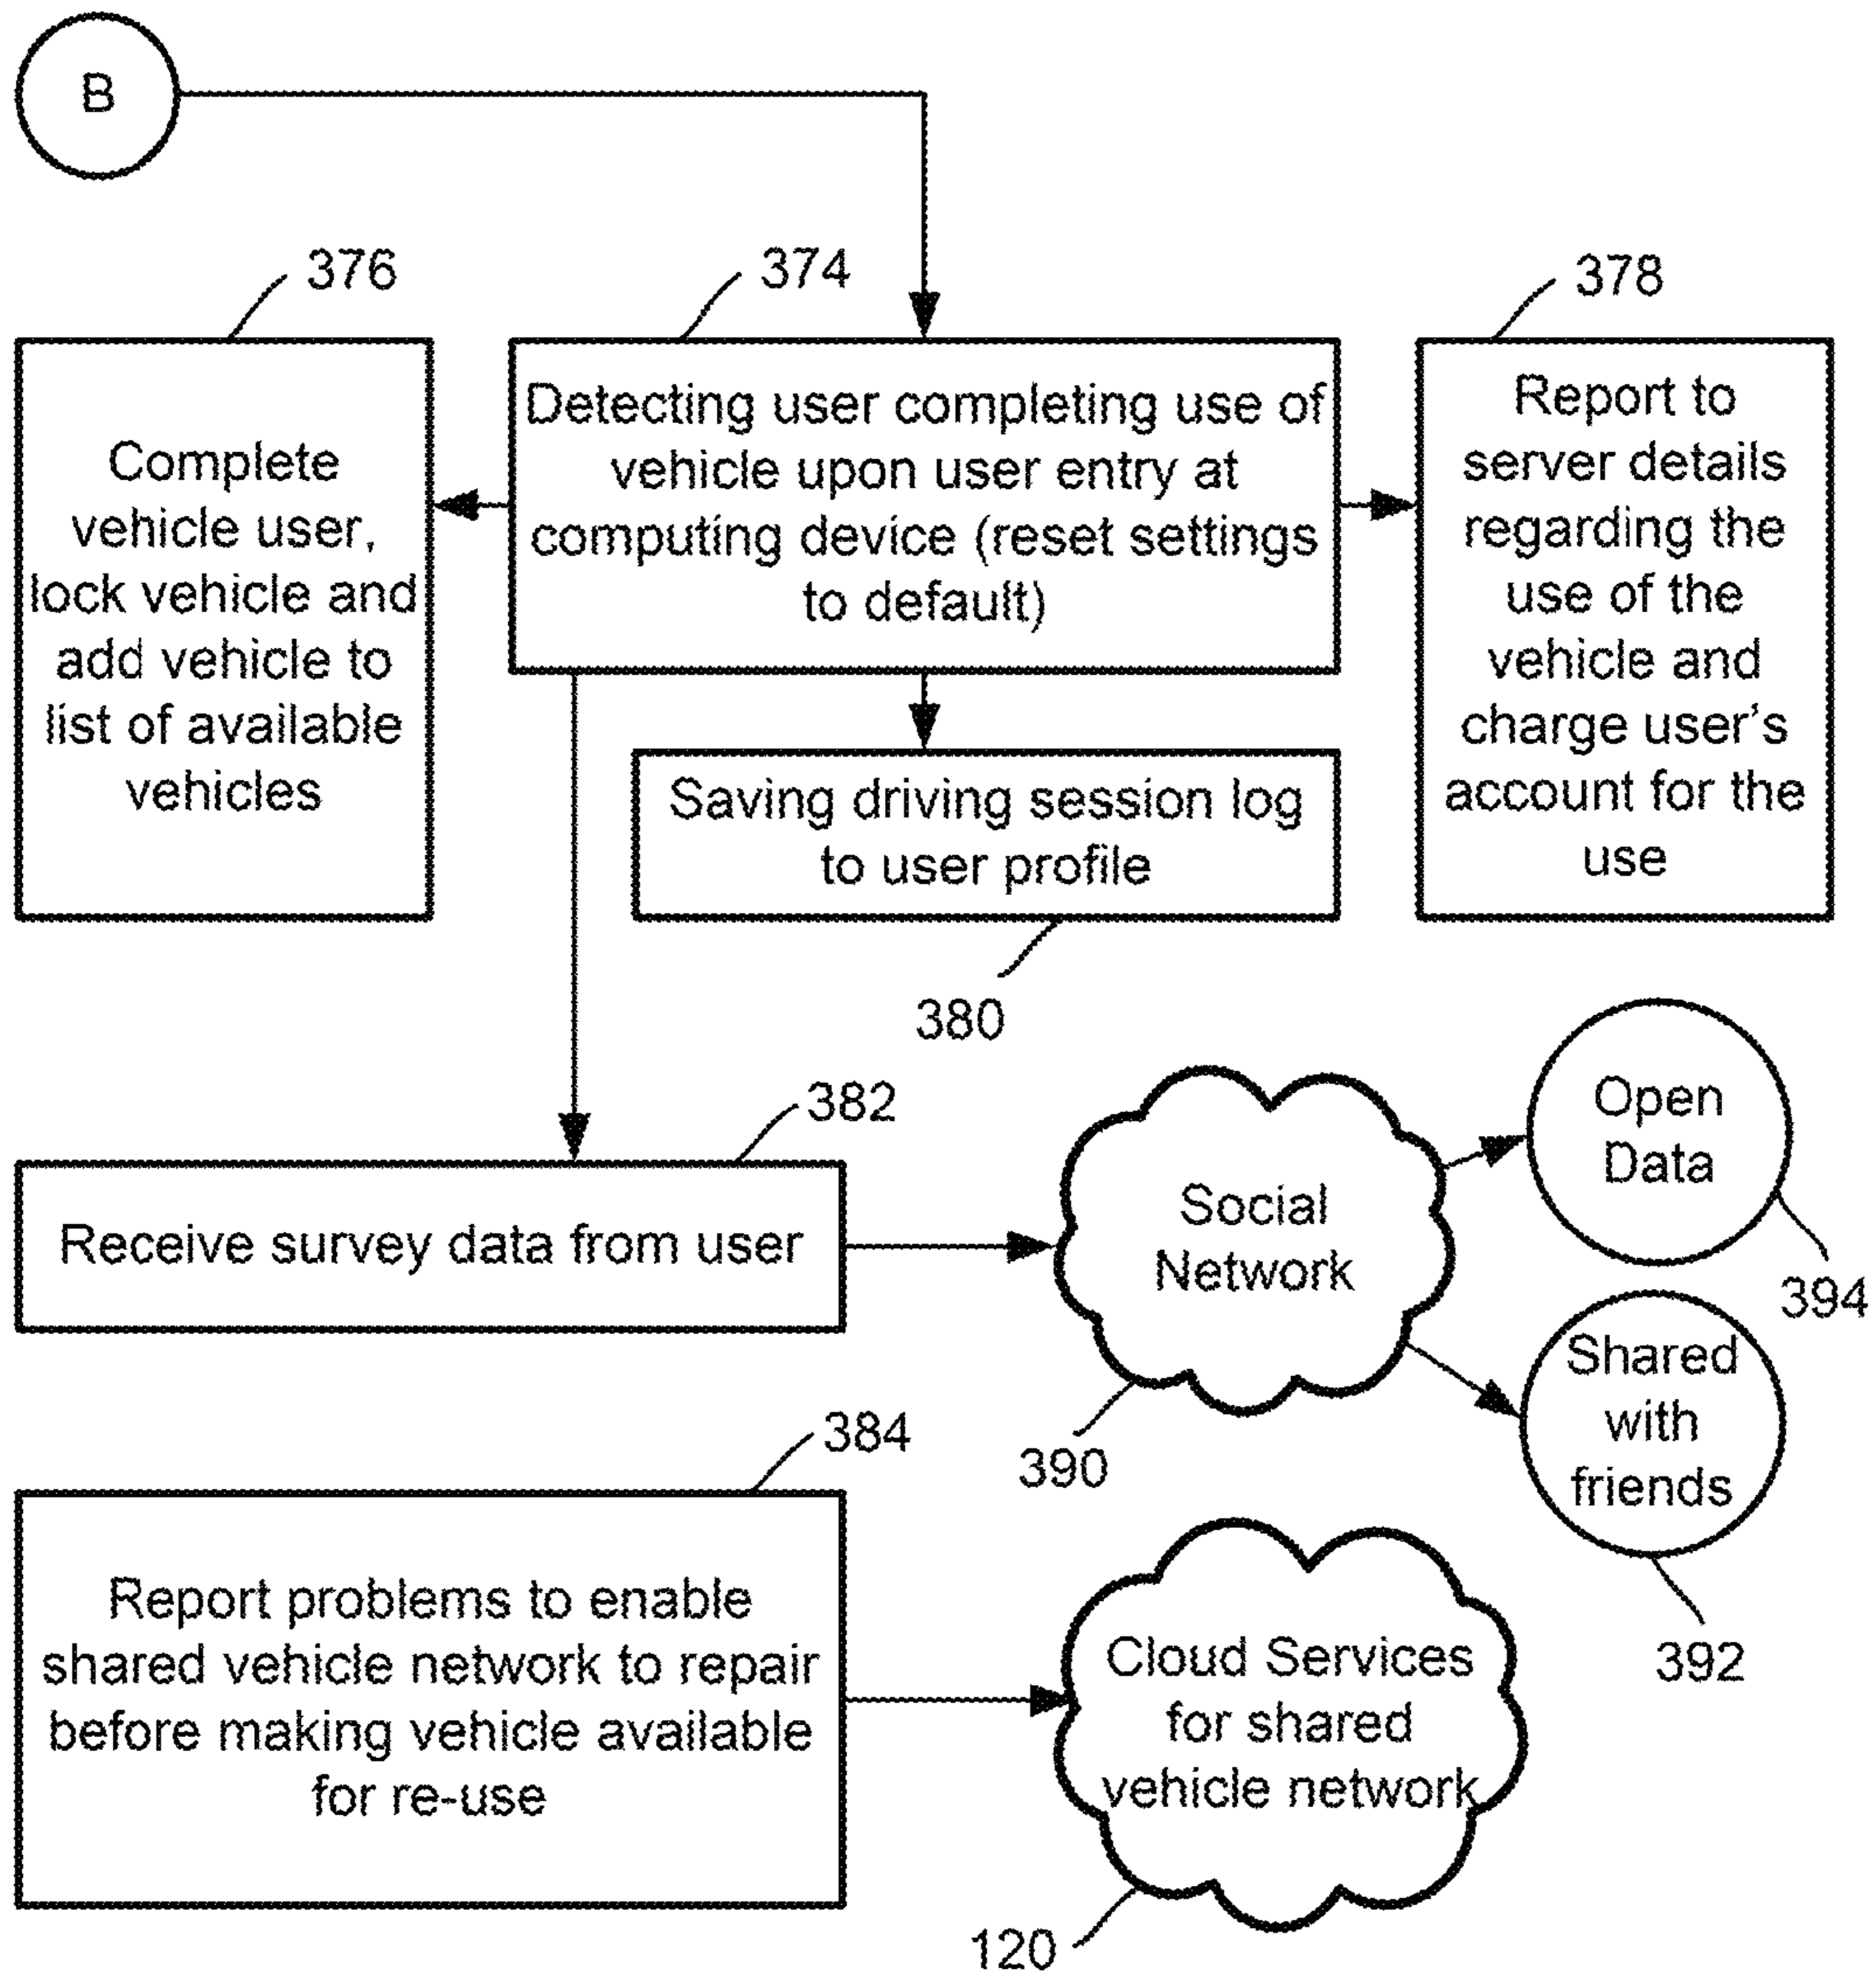 B
376
374
378
Complete
vehicle user,
lock vehicle and
add vehicle to
list of available
vehicles
Detecting user completing use of
vehicle upon user entry at
computing device (reset settings
to default)
Report to
server details
regarding the
use of the
vehicle and
charge user's
account for the
use
Saving driving session log
to user profile
380
382
Receive survey data from user
Social
Network
390
Open
Data
394
Shared
with
friends
392
384
Report problems to enable
shared vehicle network to repair
before making vehicle available
for re-use
Cloud Services
for shared
vehicle network
120